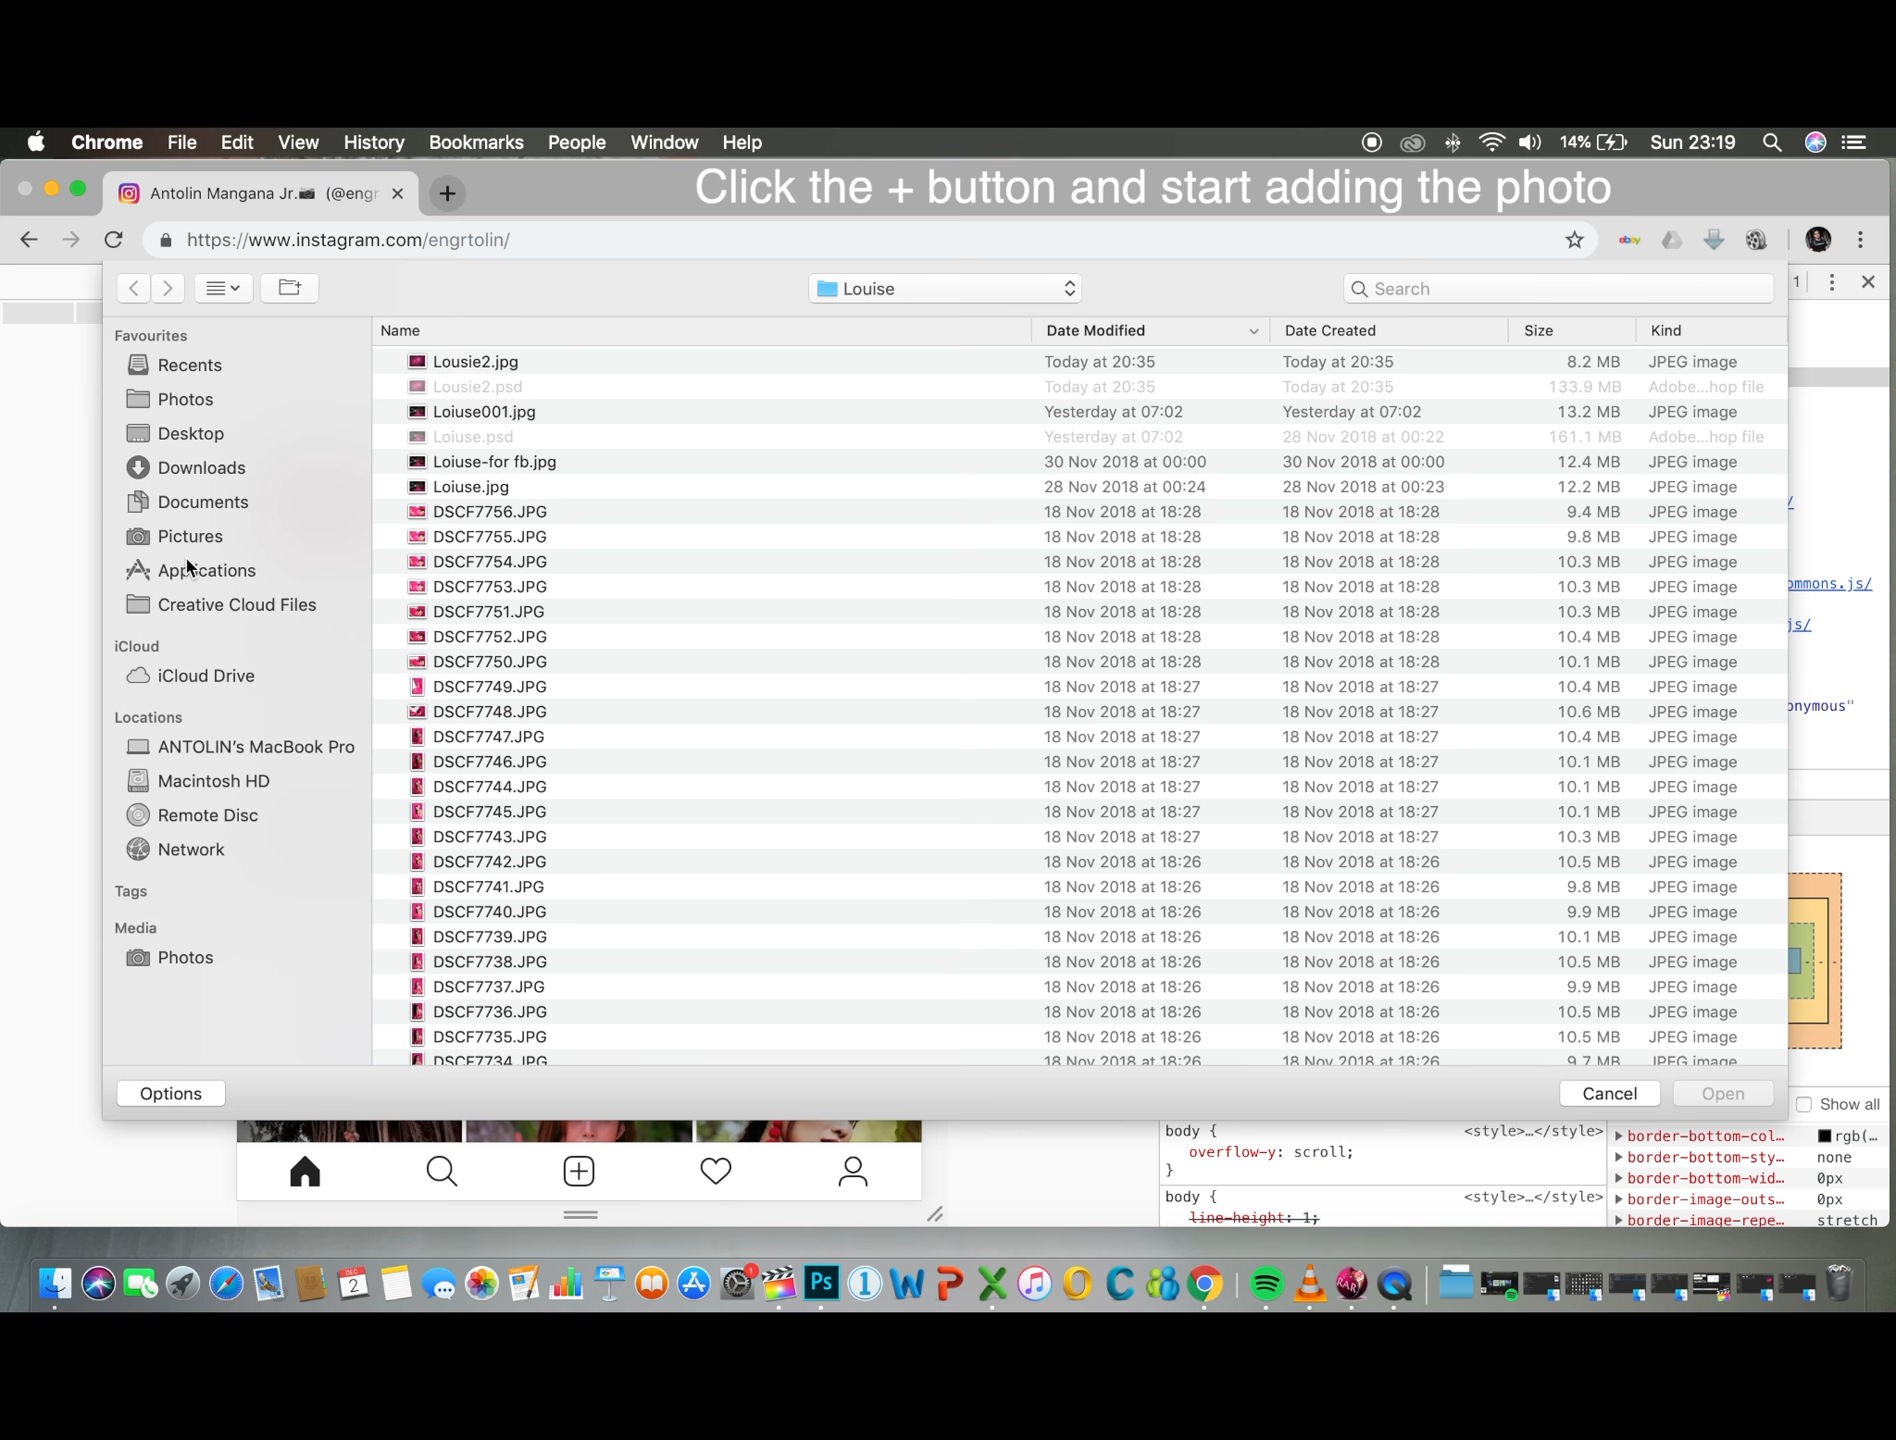 Chrome File Edit View History Bookmarks People Window Help 14% Sun 23:19
Antolin Mangana Jr. (@engr
Click the + button and start adding the photo
https://www.instagram.com/engrtolin/
ebay
Louise
Search
1
Favourites
Recents
Photos
Desktop
Downloads
Documents
Pictures
Applications
Creative Cloud Files
iCloud
iCloud Drive
Locations
ANTOLIN's MacBook Pro
Macintosh HD
Remote Disc
Network
Tags
Media
Photos
Name Date Modified Date Created Size Kind
Lousie2.jpg Today at 20:35 Today at 20:35 8.2 MB JPEG image
Lousie2.psd Today at 20:35 Today at 20:35 133.9 MB Adobe...hop file
Loiuse001.jpg Yesterday at 07:02 Yesterday at 07:02 13.2 MB JPEG image
Loiuse.psd Yesterday at 07:02 28 Nov 2018 at 00:22 161.1 MB Adobe...hop file
Loiuse-for fb.jpg 30 Nov 2018 at 00:00 30 Nov 2018 at 00:00 12.4 MB JPEG image
Loiuse.jpg 28 Nov 2018 at 00:24 28 Nov 2018 at 00:23 12.2 MB JPEG image
DSCF7756.JPG 18 Nov 2018 at 18:28 18 Nov 2018 at 18:28 9.4 MB JPEG image
DSCF7755.JPG 18 Nov 2018 at 18:28 18 Nov 2018 at 18:28 9.8 MB JPEG image
DSCF7754.JPG 18 Nov 2018 at 18:28 18 Nov 2018 at 18:28 10.3 MB JPEG image
DSCF7753.JPG 18 Nov 2018 at 18:28 18 Nov 2018 at 18:28 10.3 MB JPEG image
DSCF7751.JPG 18 Nov 2018 at 18:28 18 Nov 2018 at 18:28 10.3 MB JPEG image
DSCF7752.JPG 18 Nov 2018 at 18:28 18 Nov 2018 at 18:28 10.4 MB JPEG image
DSCF7750.JPG 18 Nov 2018 at 18:28 18 Nov 2018 at 18:28 10.1 MB JPEG image
DSCF7749.JPG 18 Nov 2018 at 18:27 18 Nov 2018 at 18:27 10.4 MB JPEG image
DSCF7748.JPG 18 Nov 2018 at 18:27 18 Nov 2018 at 18:27 10.6 MB JPEG image
DSCF7747.JPG 18 Nov 2018 at 18:27 18 Nov 2018 at 18:27 10.4 MB JPEG image
DSCF7746.JPG 18 Nov 2018 at 18:27 18 Nov 2018 at 18:27 10.1 MB JPEG image
DSCF7744.JPG 18 Nov 2018 at 18:27 18 Nov 2018 at 18:27 10.1 MB JPEG image
DSCF7745.JPG 18 Nov 2018 at 18:27 18 Nov 2018 at 18:27 10.1 MB JPEG image
DSCF7743.JPG 18 Nov 2018 at 18:27 18 Nov 2018 at 18:27 10.3 MB JPEG image
DSCF7742.JPG 18 Nov 2018 at 18:26 18 Nov 2018 at 18:26 10.5 MB JPEG image
DSCF7741.JPG 18 Nov 2018 at 18:26 18 Nov 2018 at 18:26 9.8 MB JPEG image
DSCF7740.JPG 18 Nov 2018 at 18:26 18 Nov 2018 at 18:26 9.9 MB JPEG image
DSCF7739.JPG 18 Nov 2018 at 18:26 18 Nov 2018 at 18:26 10.1 MB JPEG image
DSCF7738.JPG 18 Nov 2018 at 18:26 18 Nov 2018 at 18:26 10.5 MB JPEG image
DSCF7737.JPG 18 Nov 2018 at 18:26 18 Nov 2018 at 18:26 9.9 MB JPEG image
DSCF7736.JPG 18 Nov 2018 at 18:26 18 Nov 2018 at 18:26 10.5 MB JPEG image
DSCF7735.JPG 18 Nov 2018 at 18:26 18 Nov 2018 at 18:26 10.5 MB JPEG image
DSCF7734.JPG 18 Nov 2018 at 18:26 18 Nov 2018 at 18:26 9.7 MB JPEG image
/
ommons.js/
js/
onymous"
Options Cancel Open
Show all
body { <style>…</style>
overflow-y: scroll;
}
body { <style>…</style>
line-height: 1;
border-bottom-col… rgb(…
border-bottom-sty… none
border-bottom-wid… 0px
border-image-outs… 0px
border-image-repe… stretch
DEC
2
1
Ps
1
W
P
X
O
C
RAR